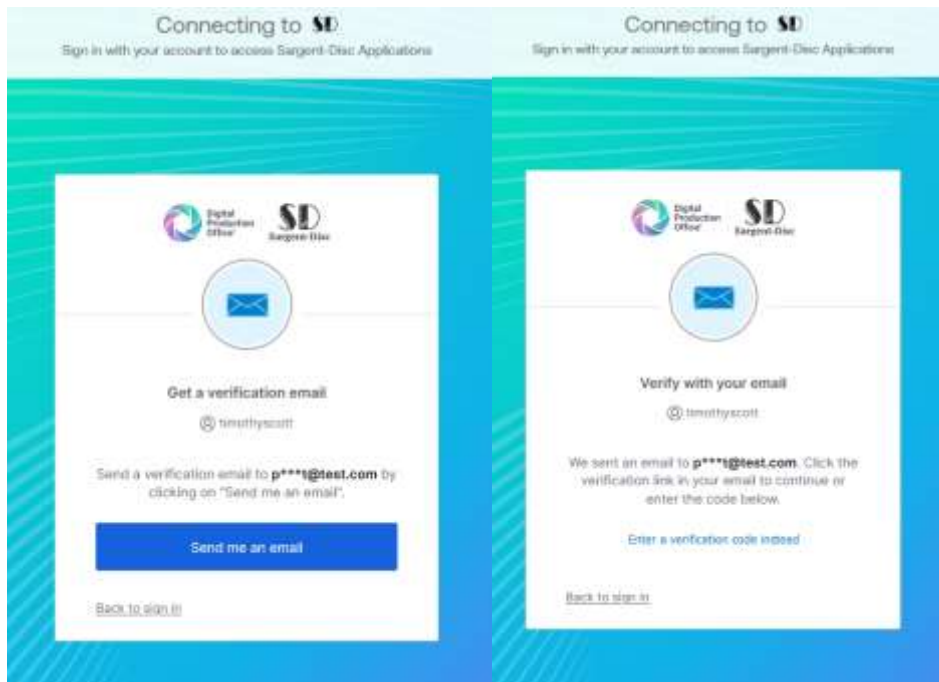 Connecting to SD
Sign in with your account to access Sargent-Disc Applications
Digital
Production
Office
SD
Sargent-Disc
Get a verification email
timothyscott
Send a verification email to p***t@test.com by
clicking on "Send me an email".
Send me an email
Back to sign in
Connecting to SD
Sign in with your account to access Sargent-Disc Applications
Digital
Production
Office
SD
Sargent-Disc
Verify with your email
timothyscott
We sent an email to p***t@test.com. Click the
verification link in your email to continue or
enter the code below.
Enter a verification code instead
Back to sign in